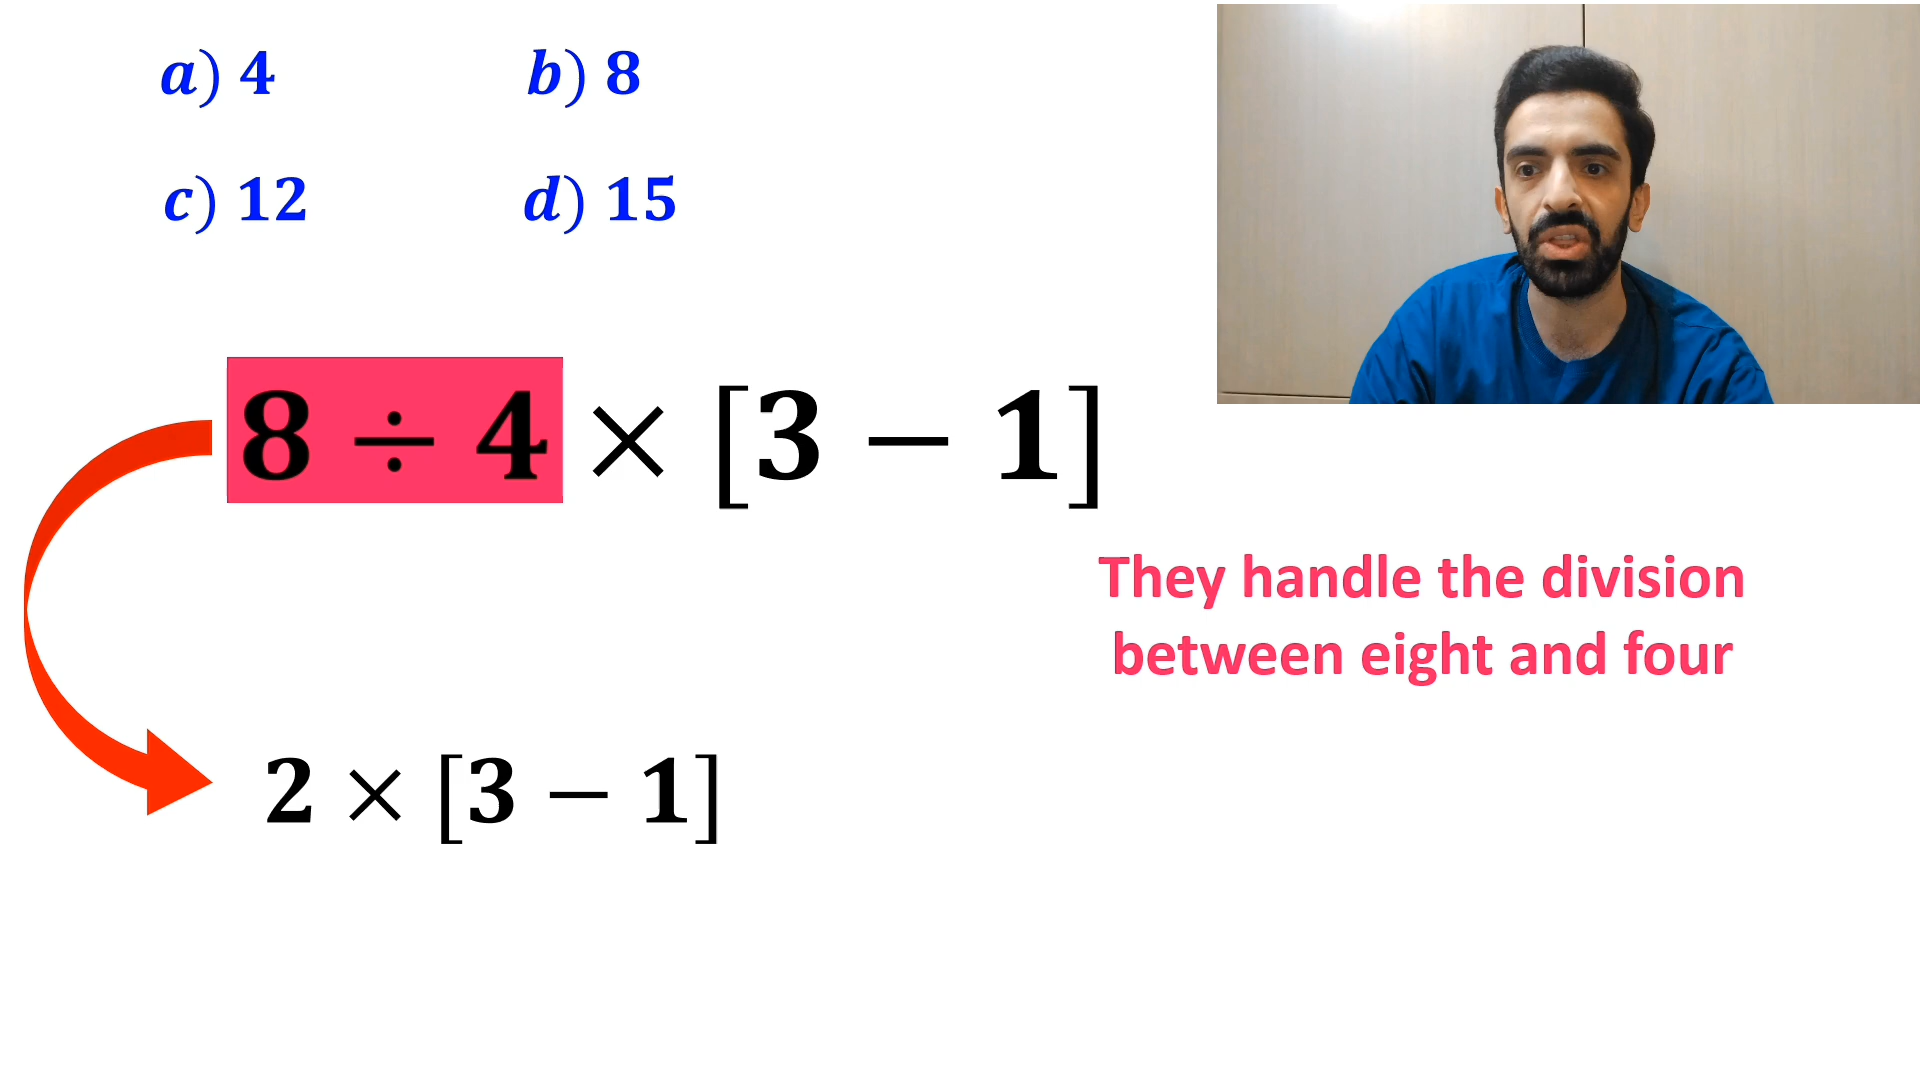 a) 4 b) 8
c) 12 d) 15
8 ÷ 4 × [3 − 1]
They handle the division
between eight and four
2 × [3 − 1]